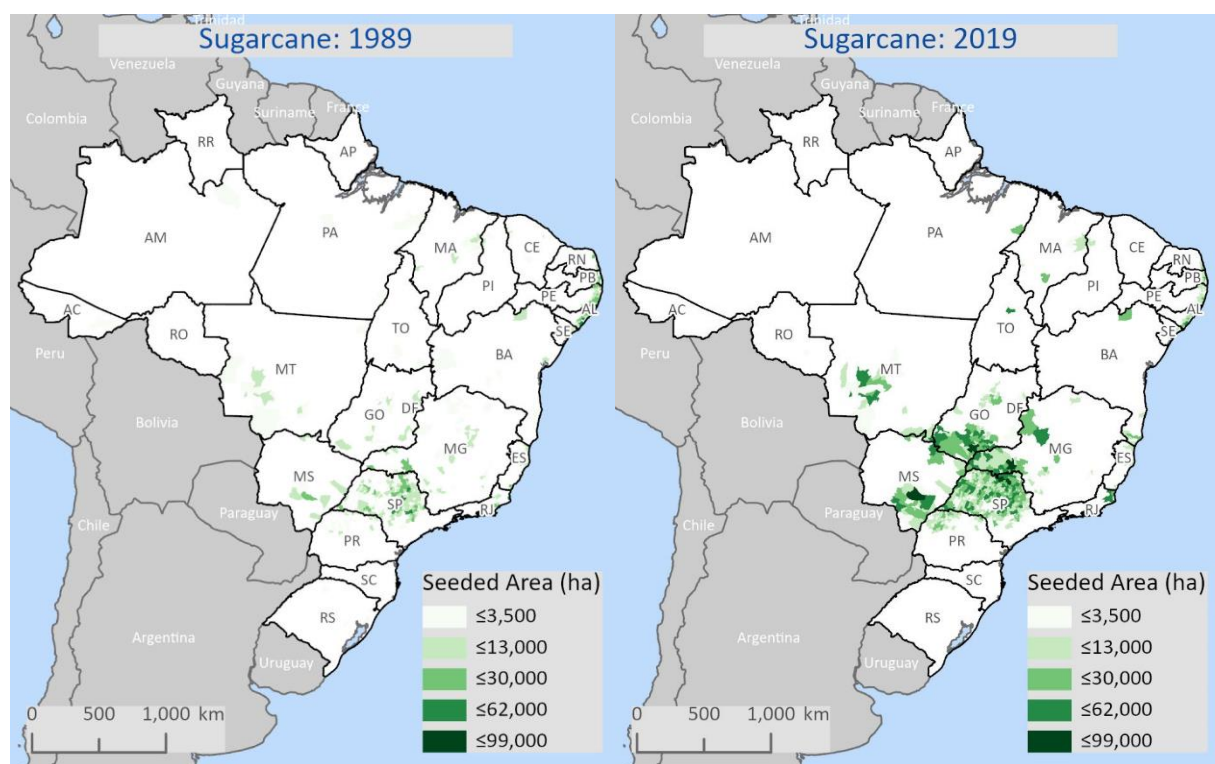 Trinidad
Sugarcane: 1989
Venezuela
Guyana
Suriname
France
Colombia
RR
AP
AM
PA
MA
CE
RN
PB
PI
PE
AL
AC
SE
TO
RO
BA
Peru
MT
DF
GO
Bolivia
MG
ES
MS
SP
Paraguay
RJ
Chile
PR
SC
RS
Argentina
Uruguay
Seeded Area (ha)
≤3,500
≤13,000
≤30,000
≤62,000
≤99,000
0 500 1,000 km
Trinidad
Sugarcane: 2019
Venezuela
Guyana
Suriname
France
Colombia
RR
AP
AM
PA
MA
CE
RN
PB
PI
PE
AL
AC
SE
TO
RO
BA
Peru
MT
DF
GO
Bolivia
MG
ES
MS
SP
Paraguay
RJ
Chile
PR
SC
RS
Argentina
Uruguay
Seeded Area (ha)
≤3,500
≤13,000
≤30,000
≤62,000
≤99,000
0 500 1,000 km